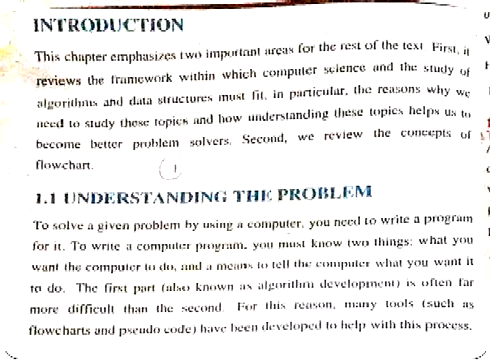 INTRODUCTION
This chapter emphasizes two important areas for the rest of the text. First, it
reviews the framework within which computer science and the study of
algorithms and data structures must fit, in particular, the reasons why we
need to study these topics and how understanding these topics helps us to
become better problem solvers. Second, we review the concepts of
flowchart.
1.1 UNDERSTANDING THE PROBLEM
To solve a given problem by using a computer, you need to write a program
for it. To write a computer program, you must know two things: what you
want the computer to do, and a means to tell the computer what you want it
to do. The first part (also known as algorithm development) is often far
more difficult than the second. For this reason, many tools (such as
flowcharts and pseudo code) have been developed to help with this process.